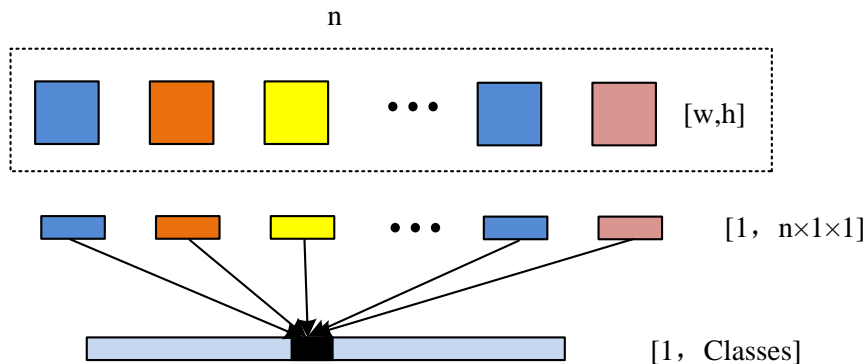 n
[w,h]
[1，n×1×1]
[1，Classes]